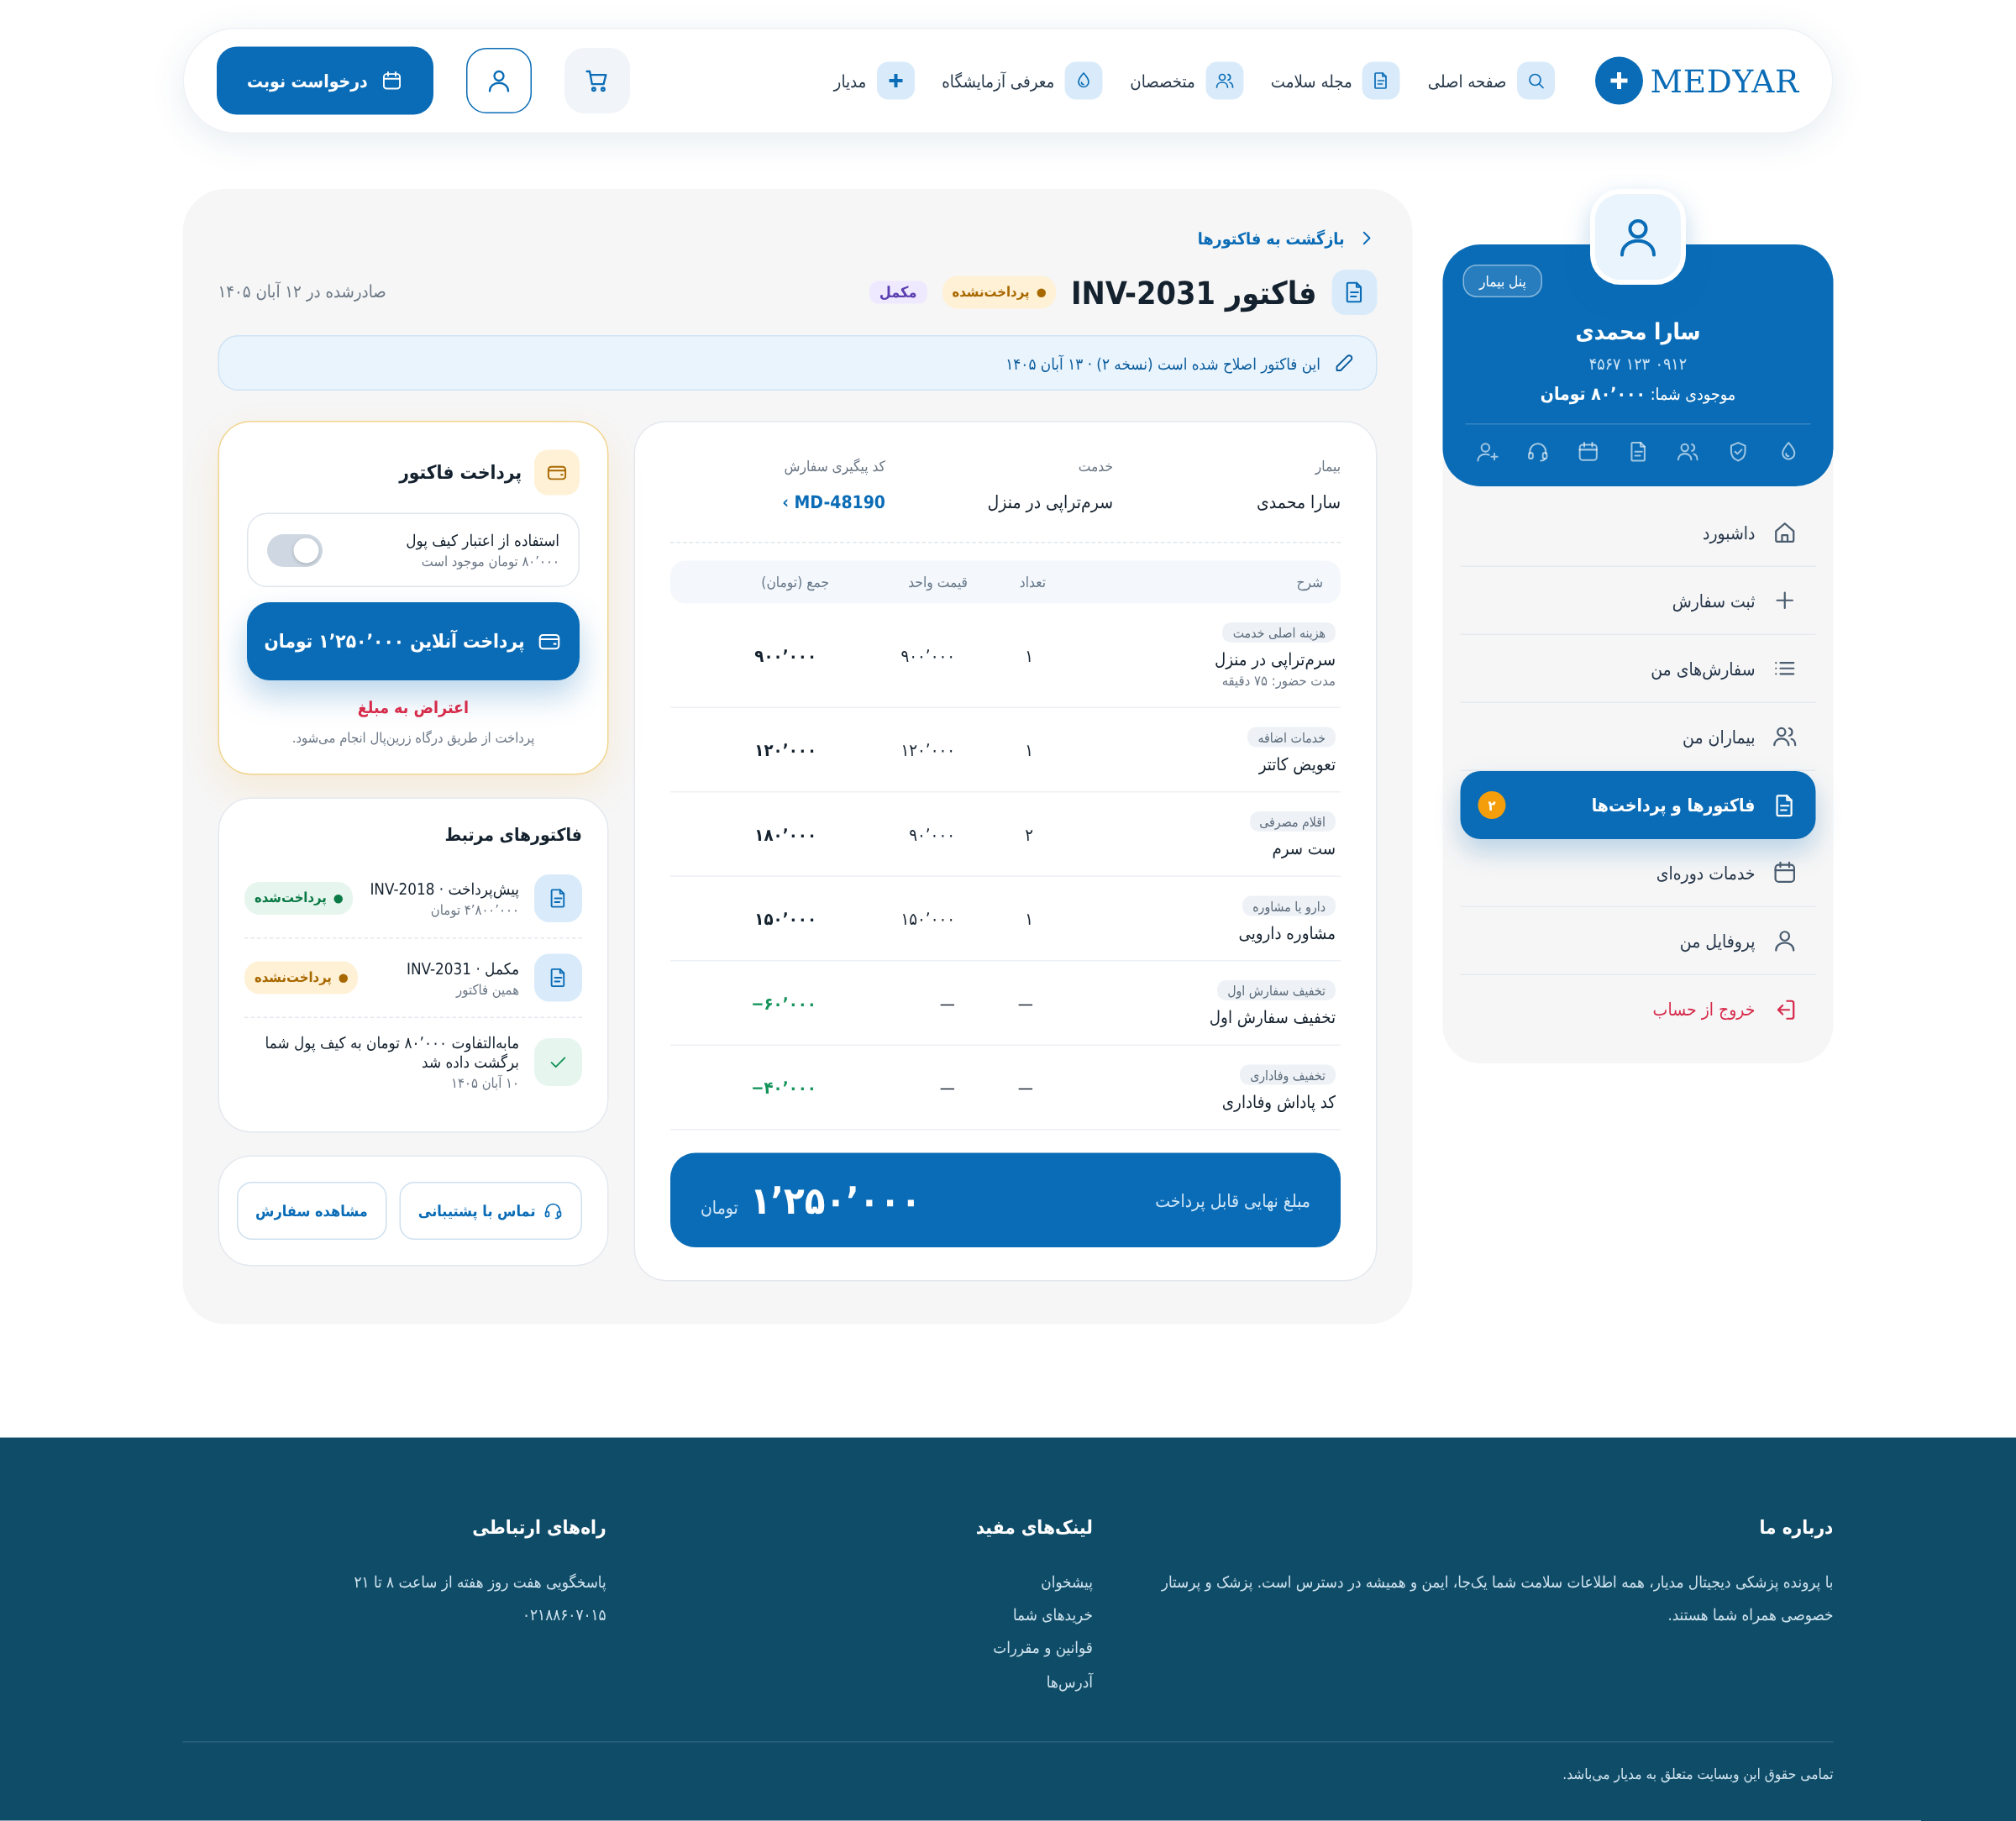 MEDYAR
صفحه اصلی
مجله سلامت
متخصصان
معرفی آزمایشگاه
مدیار
درخواست نوبت
پنل بیمار
سارا محمدی
۰۹۱۲ ۱۲۳ ۴۵۶۷
موجودی شما: ۸۰٬۰۰۰ تومان
داشبورد
ثبت سفارش
سفارش‌های من
بیماران من
فاکتورها و پرداخت‌ها
۲
خدمات دوره‌ای
پروفایل من
خروج از حساب
بازگشت به فاکتورها
فاکتور INV-2031
پرداخت‌نشده
مکمل
صادرشده در ۱۲ آبان ۱۴۰۵
این فاکتور اصلاح شده است (نسخه ۲) · ۱۳ آبان ۱۴۰۵
بیمار
خدمت
کد پیگیری سفارش
سارا محمدی
سرم‌تراپی در منزل
MD-48190 ›
شرح
تعداد
قیمت واحد
جمع (تومان)
هزینه اصلی خدمت
سرم‌تراپی در منزل
مدت حضور: ۷۵ دقیقه
۱
۹۰۰٬۰۰۰
۹۰۰٬۰۰۰
خدمات اضافه
تعویض کاتتر
۱
۱۲۰٬۰۰۰
۱۲۰٬۰۰۰
اقلام مصرفی
ست سرم
۲
۹۰٬۰۰۰
۱۸۰٬۰۰۰
دارو یا مشاوره
مشاوره دارویی
۱
۱۵۰٬۰۰۰
۱۵۰٬۰۰۰
تخفیف سفارش اول
تخفیف سفارش اول
—
—
−۶۰٬۰۰۰
تخفیف وفاداری
کد پاداش وفاداری
—
—
−۴۰٬۰۰۰
مبلغ نهایی قابل پرداخت
۱٬۲۵۰٬۰۰۰ تومان
پرداخت فاکتور
استفاده از اعتبار کیف پول
۸۰٬۰۰۰ تومان موجود است
پرداخت آنلاین ۱٬۲۵۰٬۰۰۰ تومان
اعتراض به مبلغ
پرداخت از طریق درگاه زرین‌پال انجام می‌شود.
فاکتورهای مرتبط
پیش‌پرداخت · INV-2018
۴٬۸۰۰٬۰۰۰ تومان
پرداخت‌شده
مکمل · INV-2031
همین فاکتور
پرداخت‌نشده
مابه‌التفاوت ۸۰٬۰۰۰ تومان به کیف پول شما
برگشت داده شد
۱۰ آبان ۱۴۰۵
تماس با پشتیبانی
مشاهده سفارش
درباره ما
با پرونده پزشکی دیجیتال مدیار، همه اطلاعات سلامت شما یک‌جا، ایمن و همیشه در دسترس است. پزشک و پرستار
خصوصی همراه شما هستند.
لینک‌های مفید
پیشخوان
خریدهای شما
قوانین و مقررات
آدرس‌ها
راه‌های ارتباطی
پاسخگویی هفت روز هفته از ساعت ۸ تا ۲۱
۰۲۱۸۸۶۰۷۰۱۵
تمامی حقوق این وبسایت متعلق به مدیار می‌باشد.